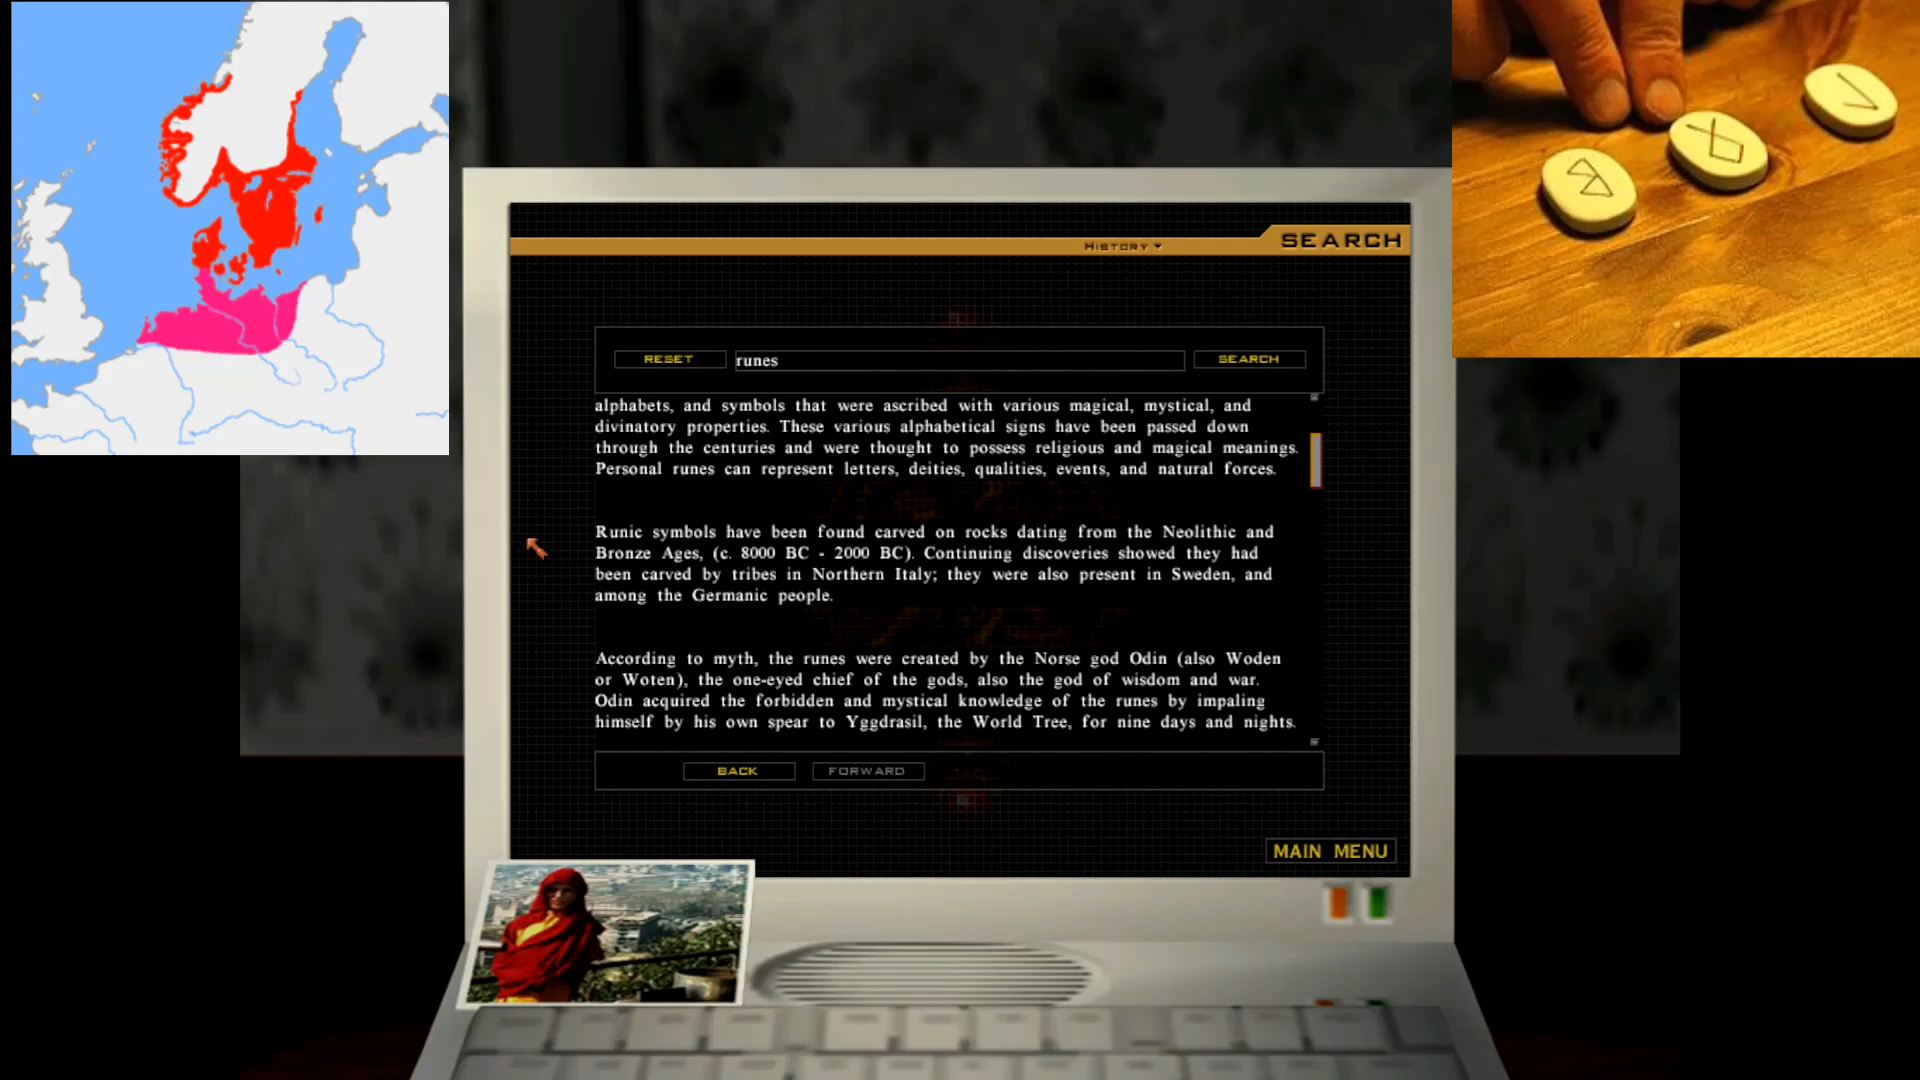 HISTORY
SEARCH
RESET
runes
SEARCH
alphabets, and symbols that were ascribed with various magical, mystical, and
divinatory properties. These various alphabetical signs have been passed down
through the centuries and were thought to possess religious and magical meanings.
Personal runes can represent letters, deities, qualities, events, and natural forces.
Runic symbols have been found carved on rocks dating from the Neolithic and
Bronze Ages, (c. 8000 BC - 2000 BC). Continuing discoveries showed they had
been carved by tribes in Northern Italy; they were also present in Sweden, and
among the Germanic people.
According to myth, the runes were created by the Norse god Odin (also Woden
or Woten), the one-eyed chief of the gods, also the god of wisdom and war.
Odin acquired the forbidden and mystical knowledge of the runes by impaling
himself by his own spear to Yggdrasil, the World Tree, for nine days and nights.
BACK
FORWARD
MAIN MENU